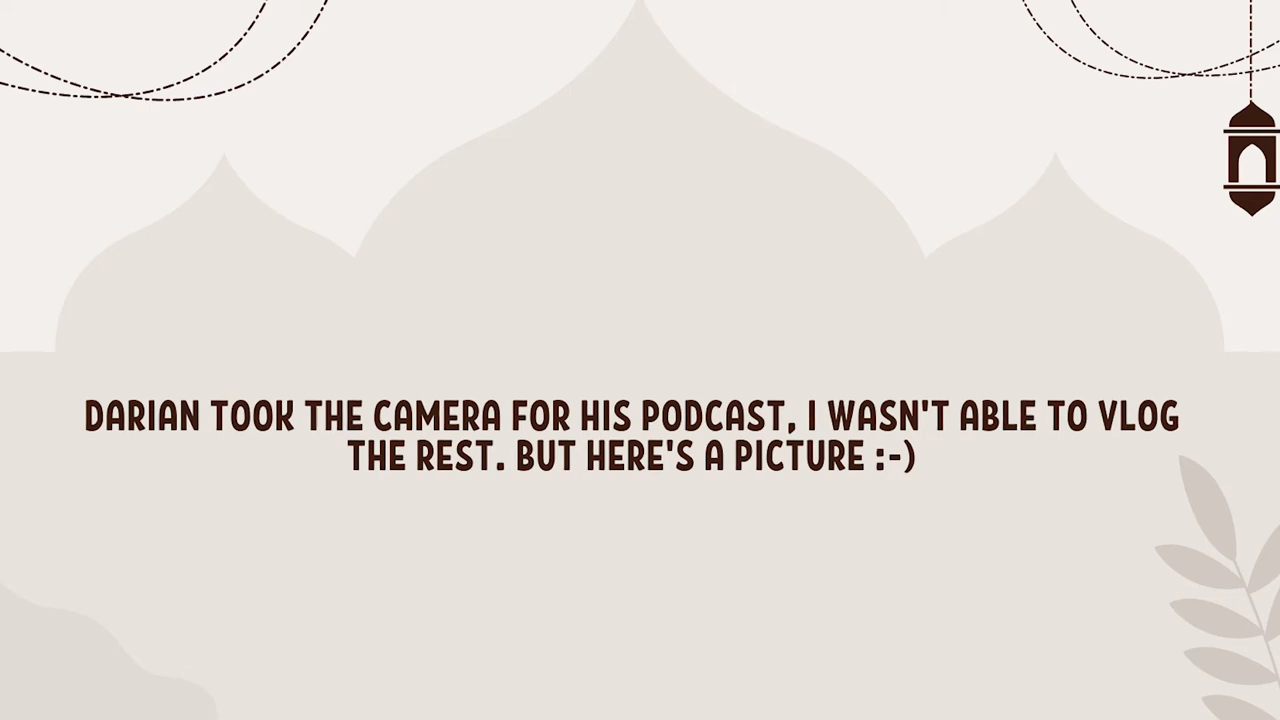 DARIAN TOOK THE CAMERA FOR HIS PODCAST, I WASN'T ABLE TO VLOG
THE REST. BUT HERE'S A PICTURE :-)